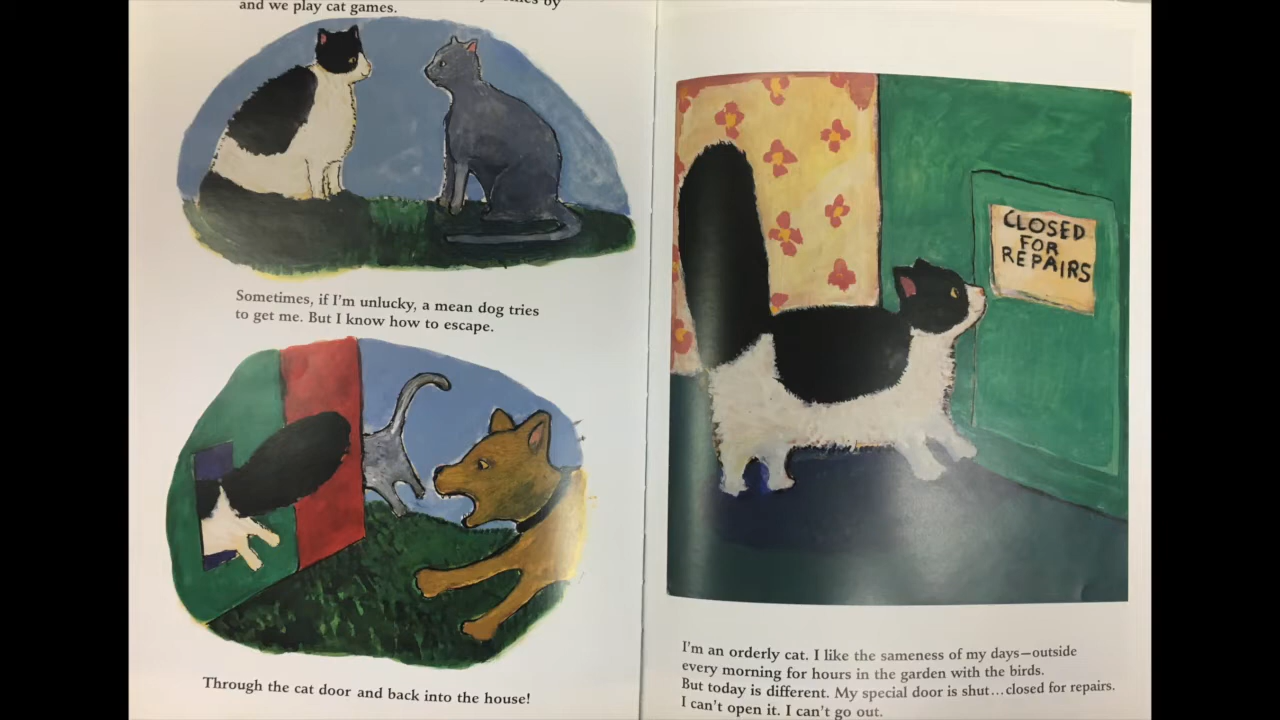 and we play cat games.
Sometimes, if I'm unlucky, a mean dog tries
to get me. But I know how to escape.
Through the cat door and back into the house!
CLOSED
FOR
REPAIRS
I'm an orderly cat. I like the sameness of my days—outside
every morning for hours in the garden with the birds.
But today is different. My special door is shut...closed for repairs.
I can't open it. I can't go out.